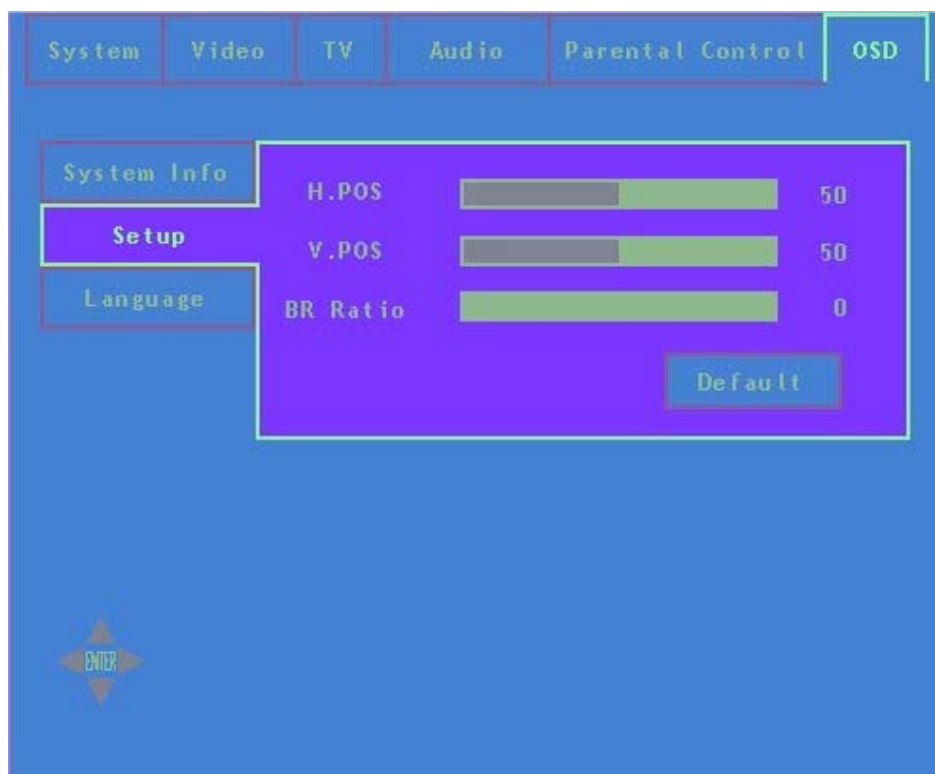 System Video TV Audio Parental Control OSD
System Info
Setup
Language
H.POS 50
V.POS 50
BR Ratio 0
Default
ENTER